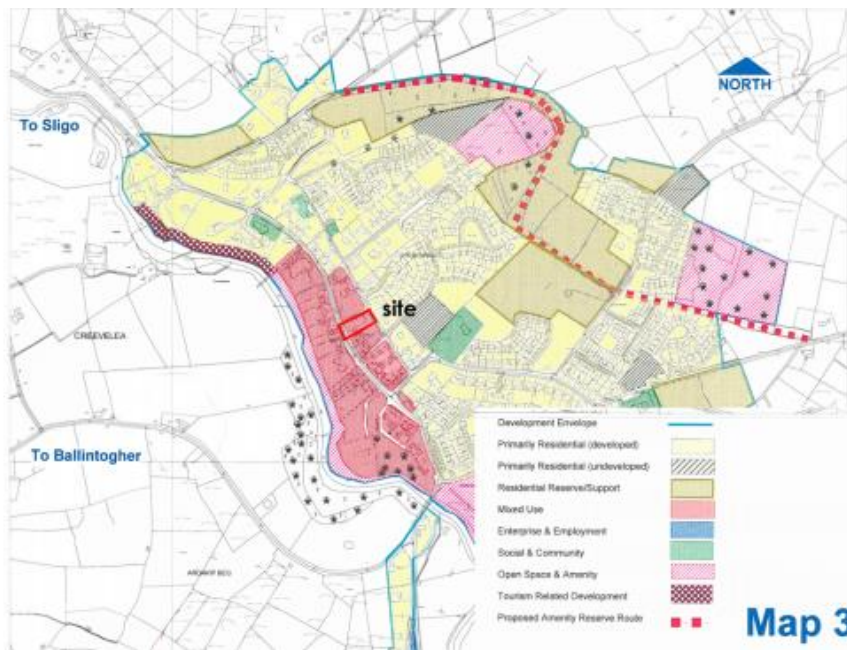 NORTH
To Sligo
site
CREEVELEA
To Ballintogher
Development Envelope
Primarily Residential (developed)
Primarily Residential (undeveloped)
Residential Reserve/Support
Mixed Use
Enterprise & Employment
Social & Community
Open Space & Amenity
Tourism Related Development
Proposed Amenity Reserve Route
Map 3